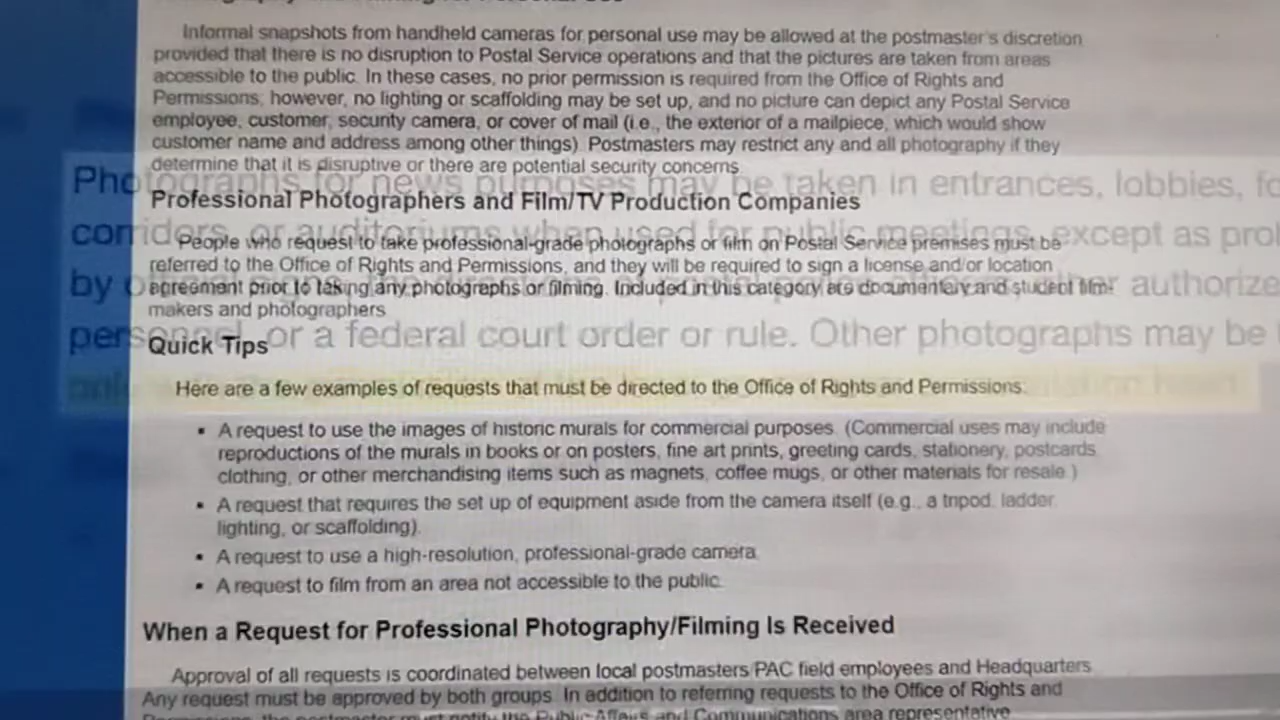 Informal snapshots from handheld cameras for personal use may be allowed at the postmaster's discretion
provided that there is no disruption to Postal Service operations and that the pictures are taken from areas
accessible to the public. In these cases, no prior permission is required from the Office of Rights and
Permissions; however, no lighting or scaffolding may be set up, and no picture can depict any Postal Service
employee, customer, security camera, or cover of mail (i.e., the exterior of a mailpiece, which would show
customer name and address among other things). Postmasters may restrict any and all photography if they
determine that it is disruptive or there are potential security concerns.
Photographs for news purposes may be taken in entrances, lobbies, fo
Professional Photographers and Film/TV Production Companies
corridors, or auditoriums when used for public meetings, except as pro
People who request to take professional-grade photographs or film on Postal Service premises must be
referred to the Office of Rights and Permissions, and they will be required to sign a license and/or location
by
authorize
agreement prior to taking any photographs or filming. Included in this category are documentary and student film
makers and photographers.
personnel, or a federal court order or rule. Other photographs may be
Quick Tips
Here are a few examples of requests that must be directed to the Office of Rights and Permissions:
▪ A request to use the images of historic murals for commercial purposes. (Commercial uses may include
reproductions of the murals in books or on posters, fine art prints, greeting cards, stationery, postcards,
clothing, or other merchandising items such as magnets, coffee mugs, or other materials for resale.)
▪ A request that requires the set up of equipment aside from the camera itself (e.g., a tripod, ladder,
lighting, or scaffolding).
▪ A request to use a high-resolution, professional-grade camera.
▪ A request to film from an area not accessible to the public.
When a Request for Professional Photography/Filming Is Received
Approval of all requests is coordinated between local postmasters/PAC field employees and Headquarters.
Any request must be approved by both groups. In addition to referring requests to the Office of Rights and
Permissions, the postmaster must notify the Public Affairs and Communications area representative